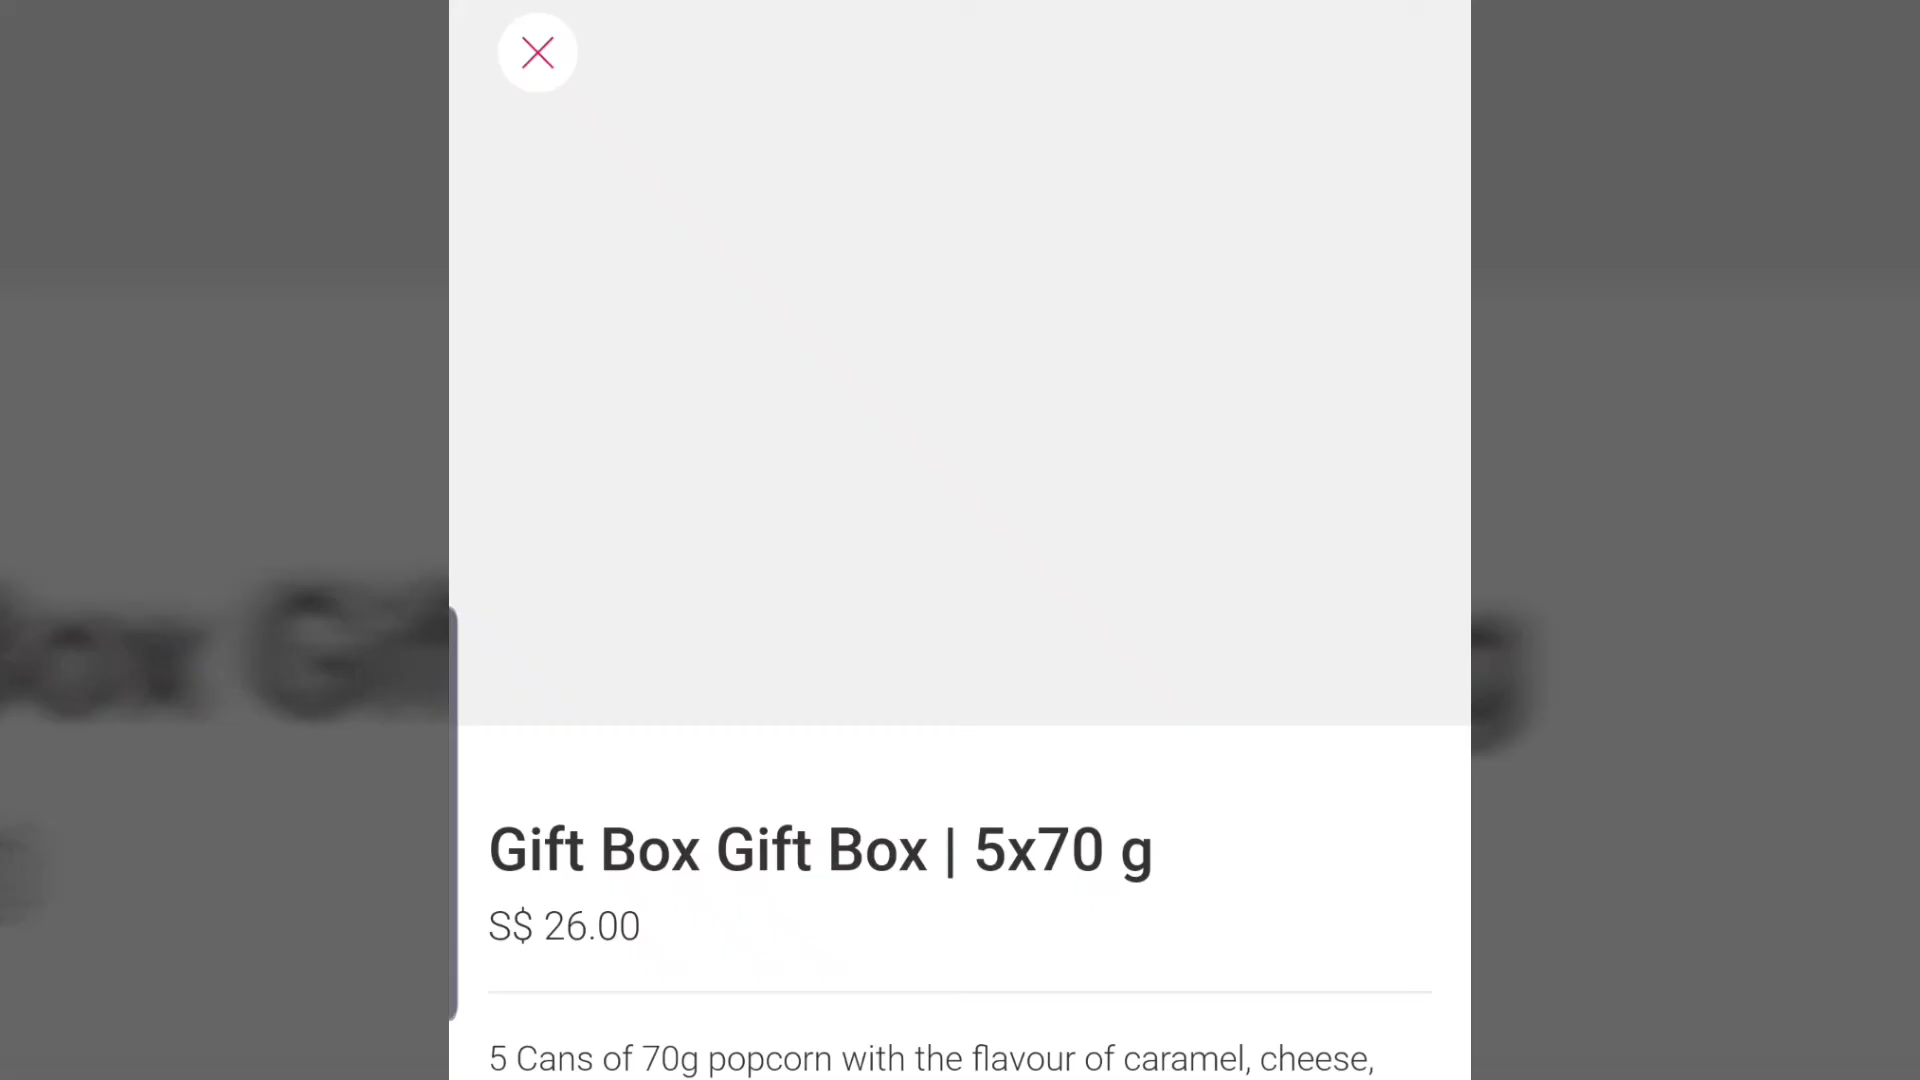 Gift Box Gift Box | 5x70 g
S$ 26.00
5 Cans of 70g popcorn with the flavour of caramel, cheese,